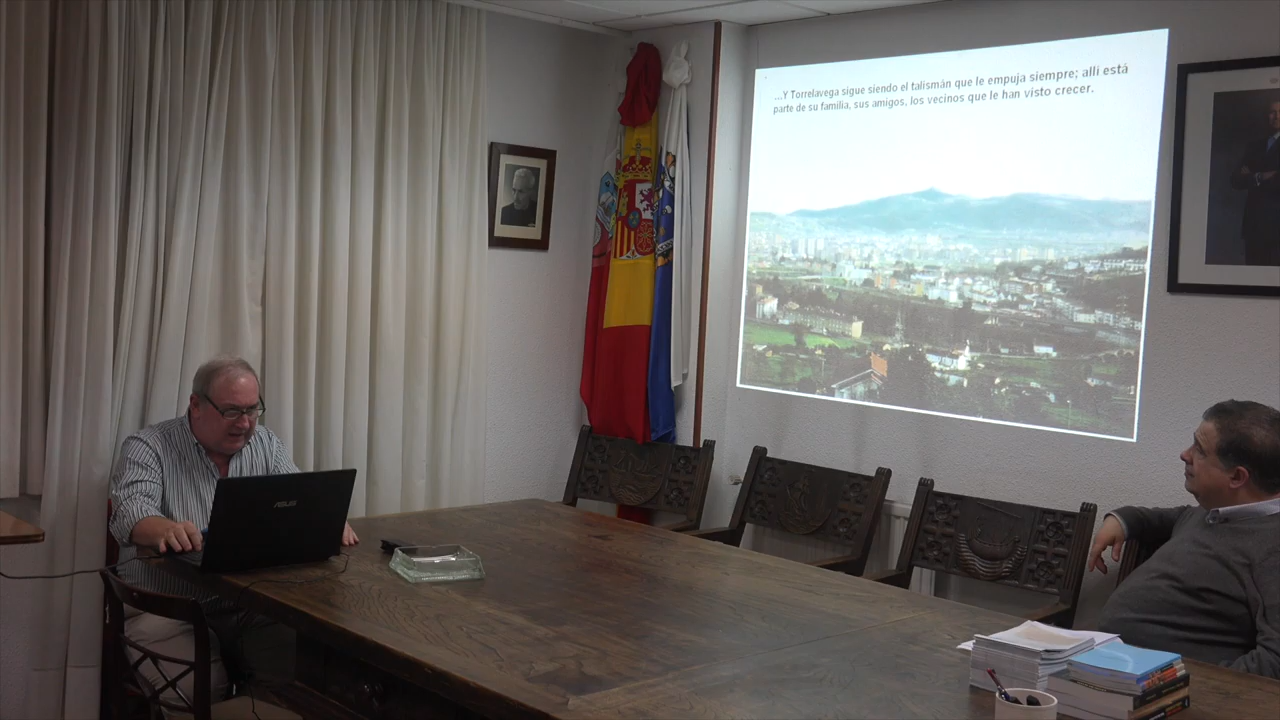 ...Y Torrelavega sigue siendo el talismán que le empuja siempre; allí está
parte de su familia, sus amigos, los vecinos que le han visto crecer.
ASUS